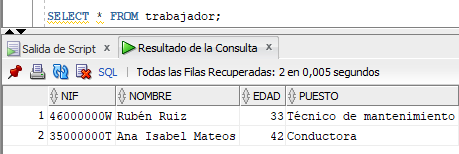 SELECT * FROM trabajador;
Salida de Script x Resultado de la Consulta x
SQL | Todas las Filas Recuperadas: 2 en 0,005 segundos
NIF NOMBRE EDAD PUESTO
1 46000000W Rubén Ruiz 33 Técnico de mantenimiento
2 35000000T Ana Isabel Mateos 42 Conductora